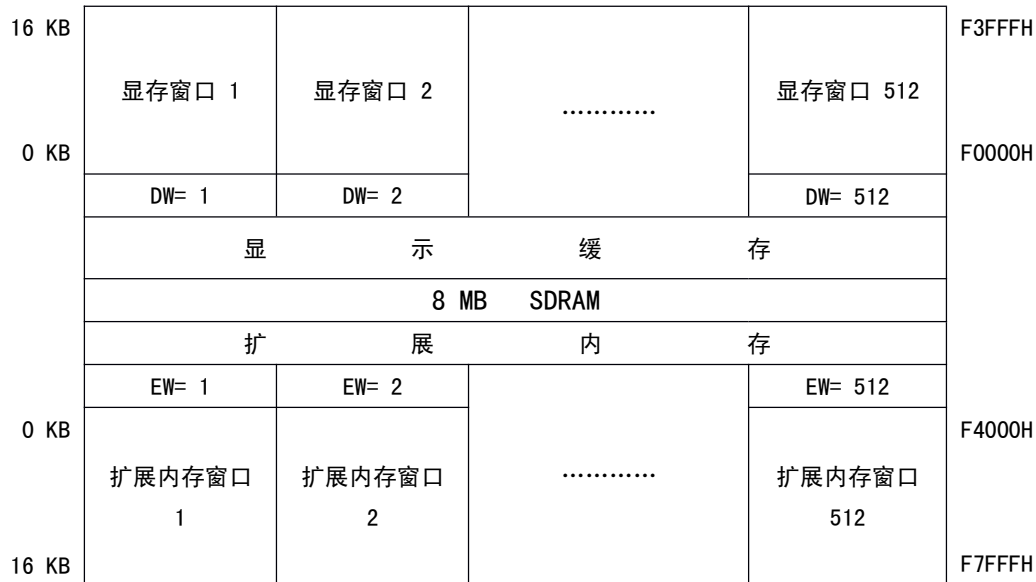 16 KB F3FFFH
显存窗口 1 显存窗口 2 ………… 显存窗口 512
0 KB F0000H
DW= 1 DW= 2 DW= 512
显 示 缓 存
8 MB SDRAM
扩 展 内 存
EW= 1 EW= 2 EW= 512
0 KB F4000H
扩展内存窗口 扩展内存窗口 ………… 扩展内存窗口
1 2 512
16 KB F7FFFH